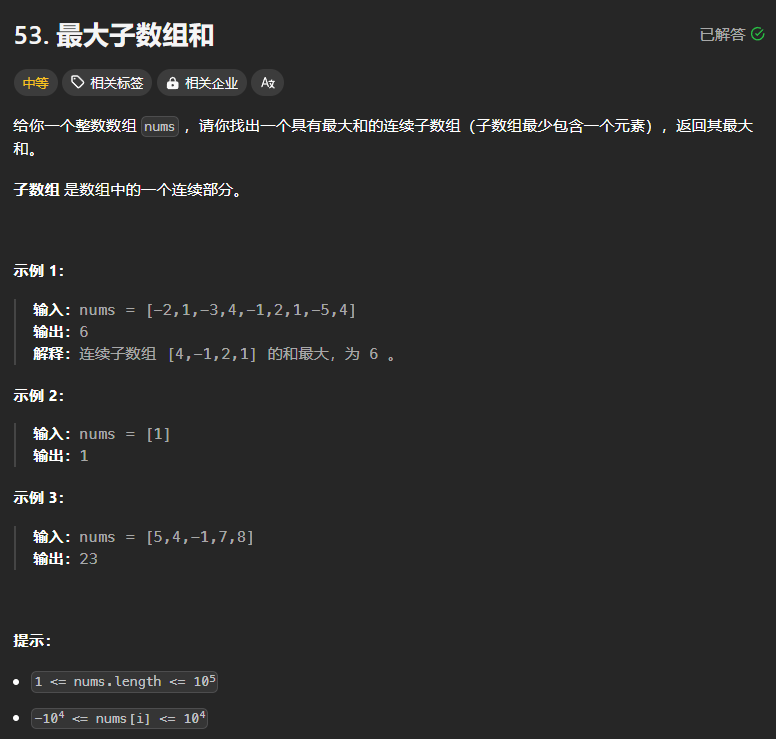 53. 最大子数组和
已解答
中等 相关标签 相关企业 Ax
给你一个整数数组 nums ，请你找出一个具有最大和的连续子数组（子数组最少包含一个元素），返回其最大
和。
子数组 是数组中的一个连续部分。
示例 1：
输入：nums = [-2,1,-3,4,-1,2,1,-5,4]
输出：6
解释：连续子数组 [4,-1,2,1] 的和最大，为 6 。
示例 2：
输入：nums = [1]
输出：1
示例 3：
输入：nums = [5,4,-1,7,8]
输出：23
提示：
• 1 <= nums.length <= 10⁵
• -10⁴ <= nums[i] <= 10⁴